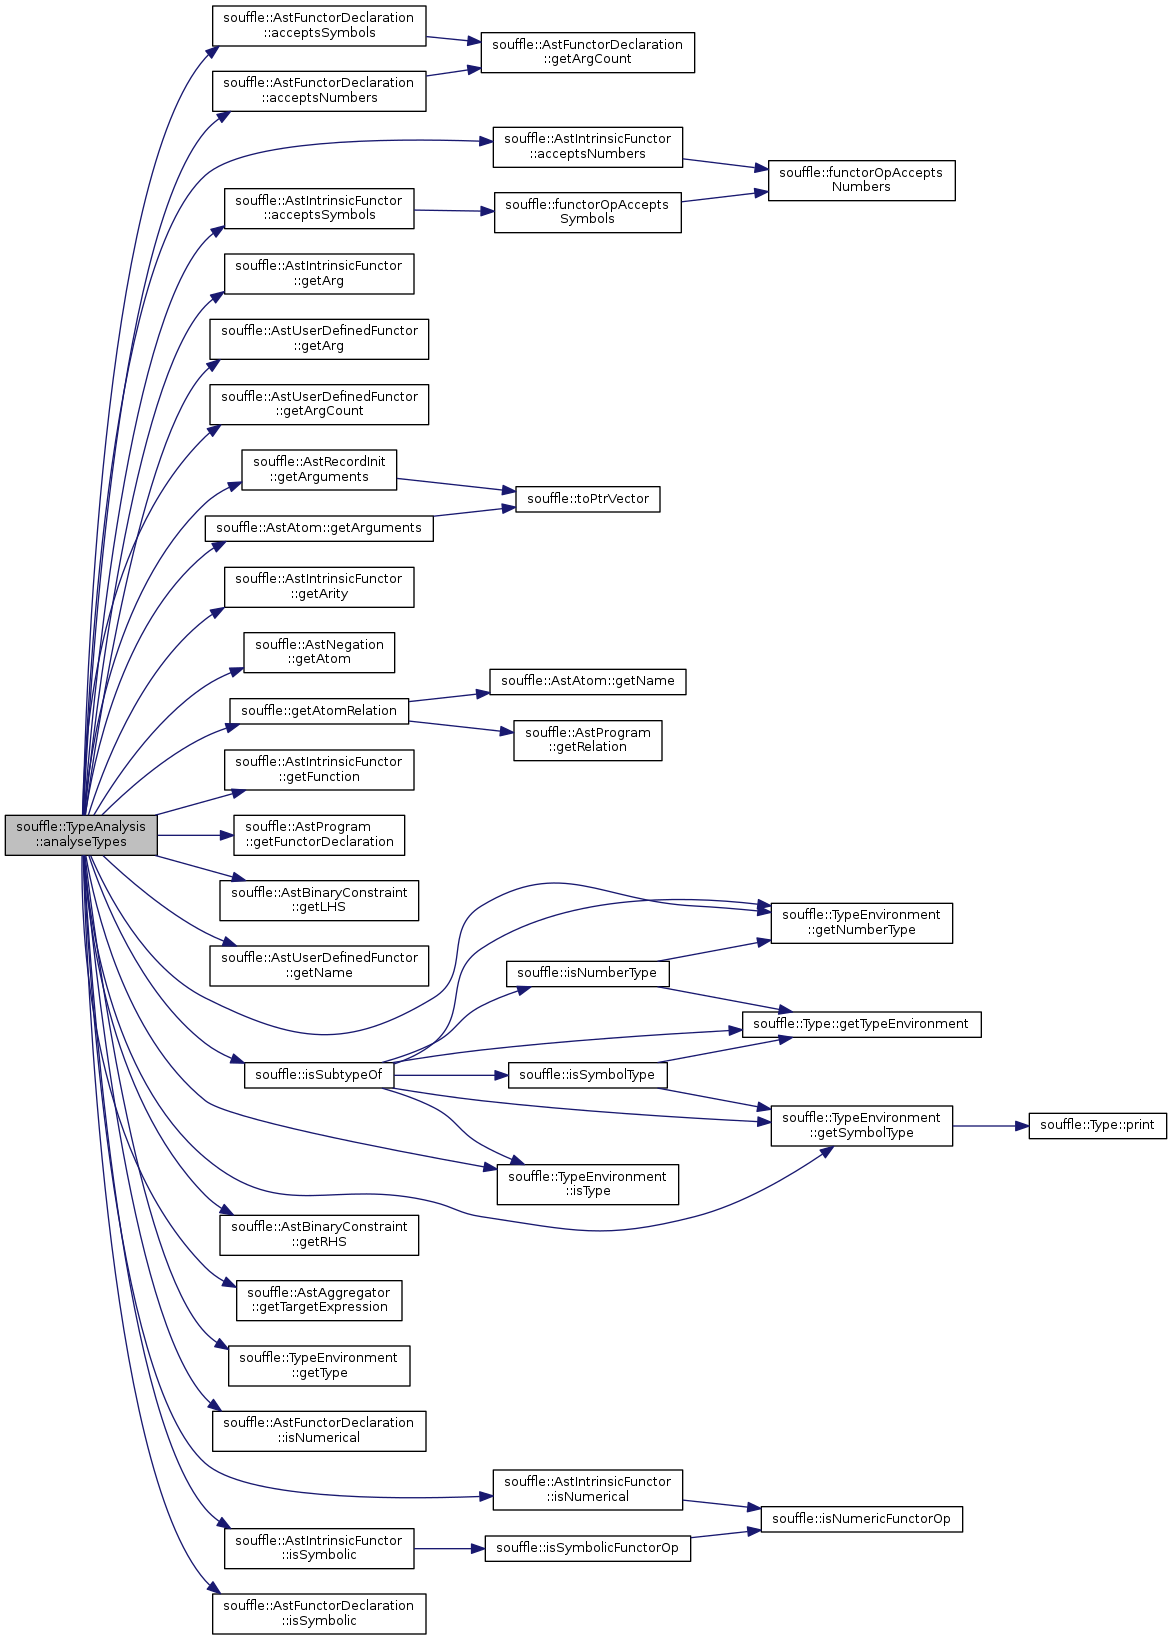 souffle::AstFunctorDeclaration
::acceptsSymbols
souffle::AstFunctorDeclaration
::getArgCount
souffle::AstFunctorDeclaration
::acceptsNumbers
souffle::AstIntrinsicFunctor
::acceptsNumbers
souffle::functorOpAccepts
Numbers
souffle::AstIntrinsicFunctor
::acceptsSymbols
souffle::functorOpAccepts
Symbols
souffle::AstIntrinsicFunctor
::getArg
souffle::AstUserDefinedFunctor
::getArg
souffle::AstUserDefinedFunctor
::getArgCount
souffle::AstRecordInit
::getArguments
souffle::toPtrVector
souffle::AstAtom::getArguments
souffle::AstIntrinsicFunctor
::getArity
souffle::AstNegation
::getAtom
souffle::AstAtom::getName
souffle::getAtomRelation
souffle::AstProgram
::getRelation
souffle::AstIntrinsicFunctor
::getFunction
souffle::TypeAnalysis
::analyseTypes
souffle::AstProgram
::getFunctorDeclaration
souffle::AstBinaryConstraint
::getLHS
souffle::TypeEnvironment
::getNumberType
souffle::AstUserDefinedFunctor
::getName
souffle::isNumberType
souffle::Type::getTypeEnvironment
souffle::isSubtypeOf
souffle::isSymbolType
souffle::TypeEnvironment
::getSymbolType
souffle::Type::print
souffle::TypeEnvironment
::isType
souffle::AstBinaryConstraint
::getRHS
souffle::AstAggregator
::getTargetExpression
souffle::TypeEnvironment
::getType
souffle::AstFunctorDeclaration
::isNumerical
souffle::AstIntrinsicFunctor
::isNumerical
souffle::isNumericFunctorOp
souffle::AstIntrinsicFunctor
::isSymbolic
souffle::isSymbolicFunctorOp
souffle::AstFunctorDeclaration
::isSymbolic